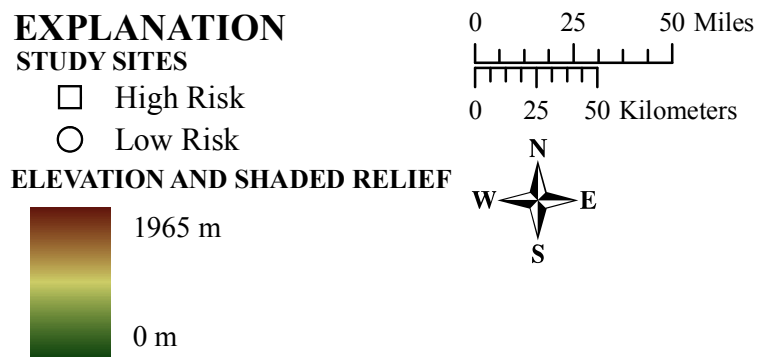 EXPLANATION
STUDY SITES
High Risk
Low Risk
ELEVATION AND SHADED RELIEF
1965 m
0 m
0 25 50 Miles
0 25 50 Kilometers
N
W E
S